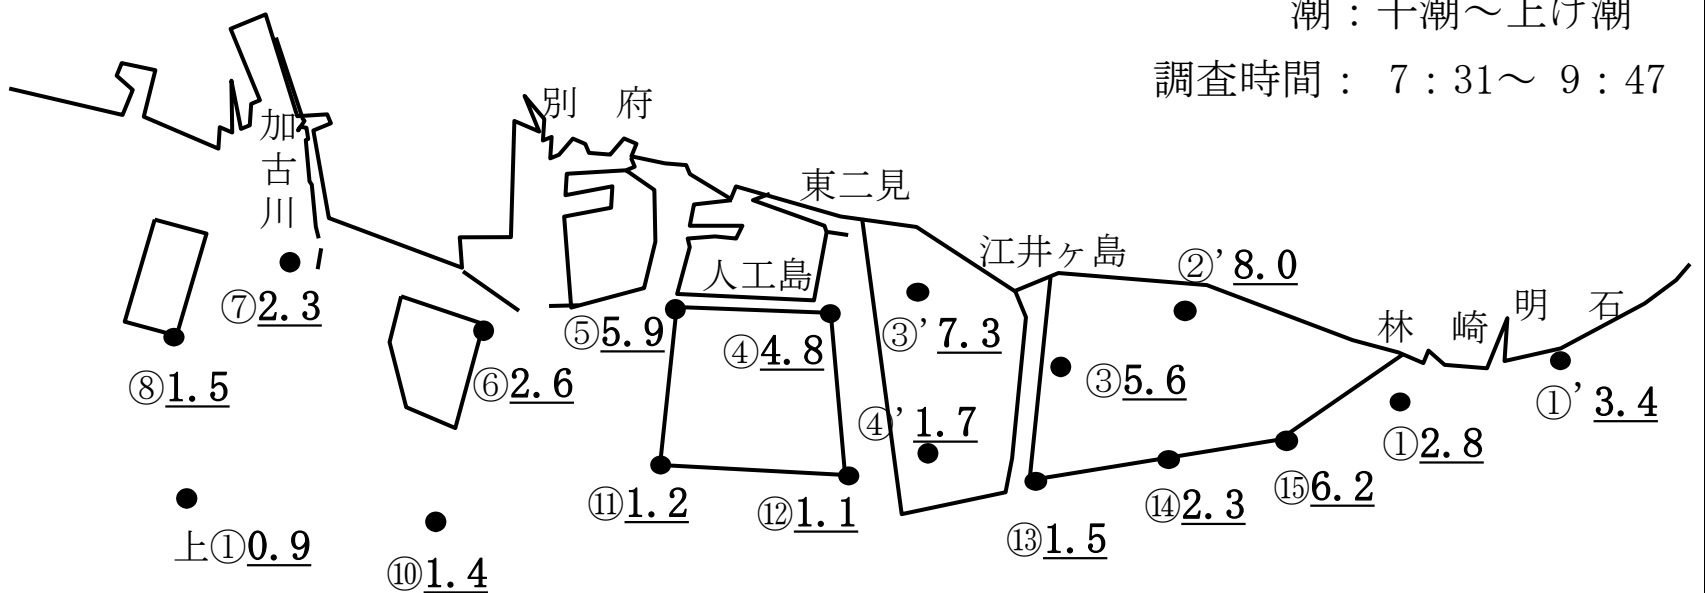 潮：干潮～上げ潮
調査時間： 7：31～ 9：47
別 府
加古川
東二見
江井ヶ島
②’8.0
人工島
林 崎
明 石
⑦2.3
⑤5.9
④4.8
③’7.3
⑧1.5
⑥2.6
③5.6
①’3.4
④’1.7
①2.8
⑪1.2
⑫1.1
⑭2.3
⑮6.2
⑬1.5
上①0.9
⑩1.4